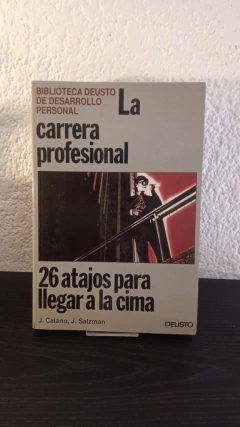 BIBLIOTECA DEUSTO
DE DESARROLLO
PERSONAL
La
carrera
profesional
26 atajos para
llegar a la cima
J. Calano, J. Salzman
DEUSTO